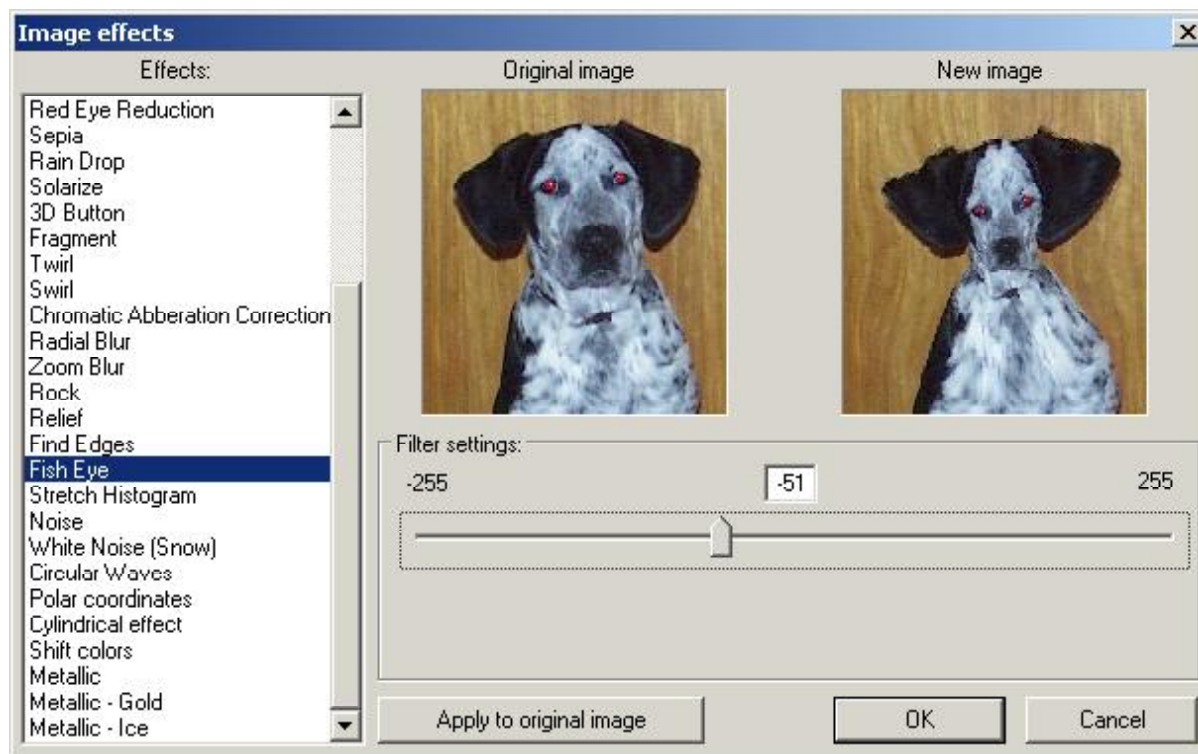 Image effects
Effects:
Original image
New image
Red Eye Reduction
Sepia
Rain Drop
Solarize
3D Button
Fragment
Twirl
Swirl
Chromatic Abberation Correction
Radial Blur
Zoom Blur
Rock
Relief
Find Edges
Fish Eye
Stretch Histogram
Noise
White Noise (Snow)
Circular Waves
Polar coordinates
Cylindrical effect
Shift colors
Metallic
Metallic - Gold
Metallic - Ice
Filter settings:
-255 -51 255
Apply to original image
OK
Cancel